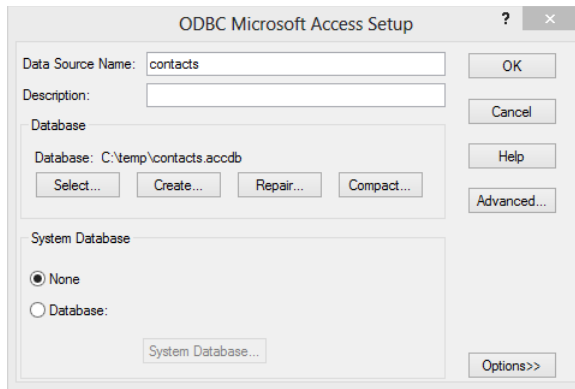 ODBC Microsoft Access Setup
?
Data Source Name: contacts
OK
Description:
Cancel
Database
Database: C:\temp\contacts.accdb
Help
Select... Create... Repair... Compact...
Advanced...
System Database
None
Database:
System Database...
Options>>